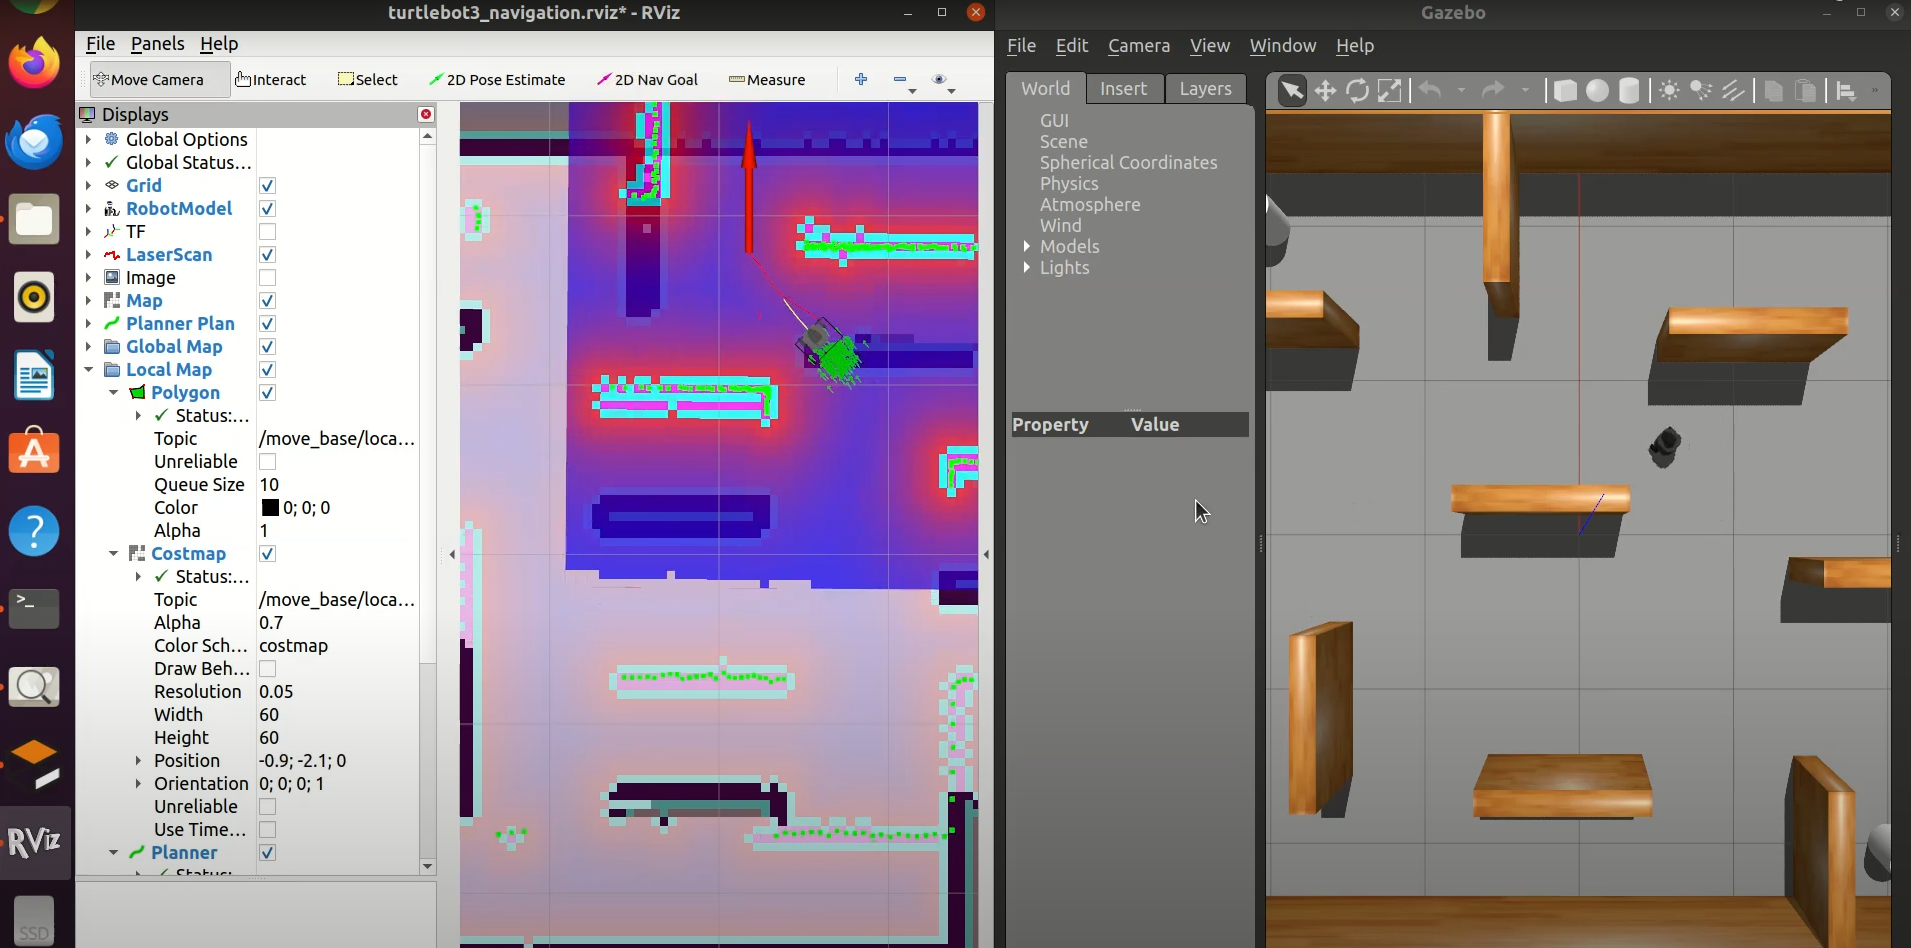 turtlebot3_navigation.rviz* - RViz
File Panels Help
Move Camera Interact Select 2D Pose Estimate 2D Nav Goal Measure
Displays
Global Options
Global Status...
Grid
RobotModel
TF
LaserScan
Image
Map
Planner Plan
Global Map
Local Map
Polygon
Status:...
Topic /move_base/loca...
Unreliable
Queue Size 10
Color 0; 0; 0
Alpha 1
Costmap
Status:...
Topic /move_base/loca...
Alpha 0.7
Color Sch... costmap
Draw Beh...
Resolution 0.05
Width 60
Height 60
Position -0.9; -2.1; 0
Orientation 0; 0; 0; 1
Unreliable
Use Time...
Planner
Status:
RViz
SSD
Gazebo
File Edit Camera View Window Help
World Insert Layers
GUI
Scene
Spherical Coordinates
Physics
Atmosphere
Wind
Models
Lights
Property Value